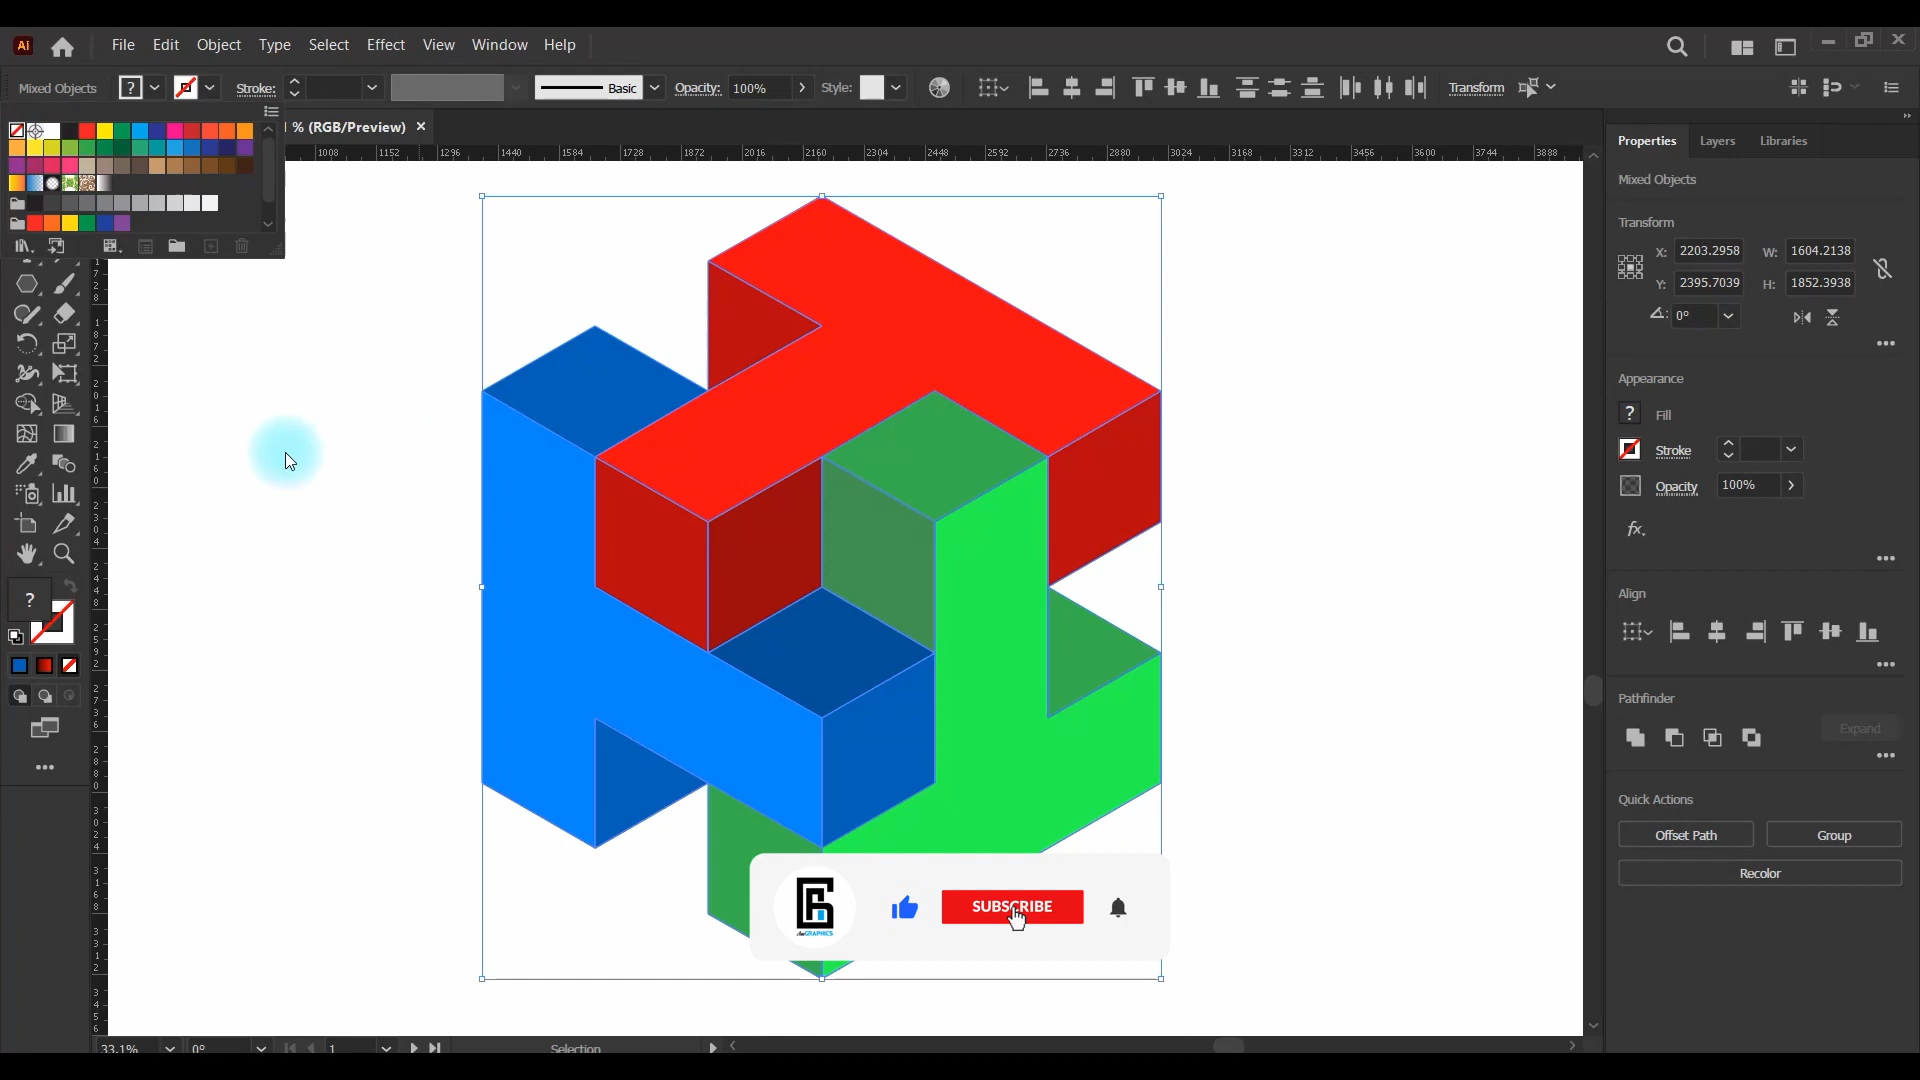 Ai File Edit Object Type Select Effect View Window Help
Mixed Objects ? Stroke: Basic Opacity: 100% Style: Transform
% (RGB/Preview) ×
1008 1152 1296 1440 1584 1728 1872 2016 2160 2304 2448 2592 2736 2880 3024 3168 3312 3456 3600 3744 3888
Properties Layers Libraries
Mixed Objects
Transform
X: 2203.2958 W: 1604.2138
Y: 2395.7039 H: 1852.3938
0°
Appearance
? Fill
Stroke
Opacity 100%
fx.
Align
?
Pathfinder
Expand
Quick Actions
Offset Path Group
Recolor
GRAPHICS
SUBSCRIBE
33.1% 0° 1 Selection